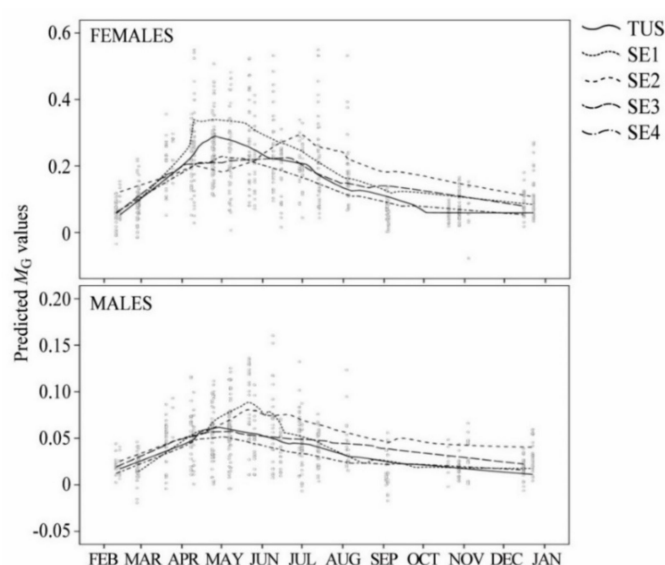 FEMALES
TUS
SE1
SE2
SE3
SE4
0.6
0.4
0.2
0
Predicted MG values
MALES
0.20
0.15
0.10
0.05
0
-0.05
FEB MAR APR MAY JUN JUL AUG SEP OCT NOV DEC JAN